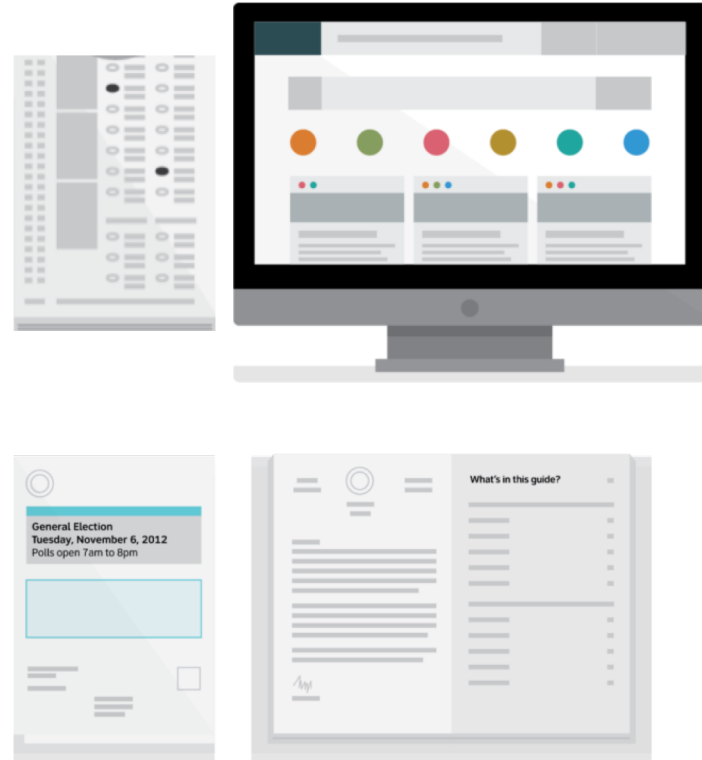 General Election
Tuesday, November 6, 2012
Polls open 7am to 8pm
What's in this guide?